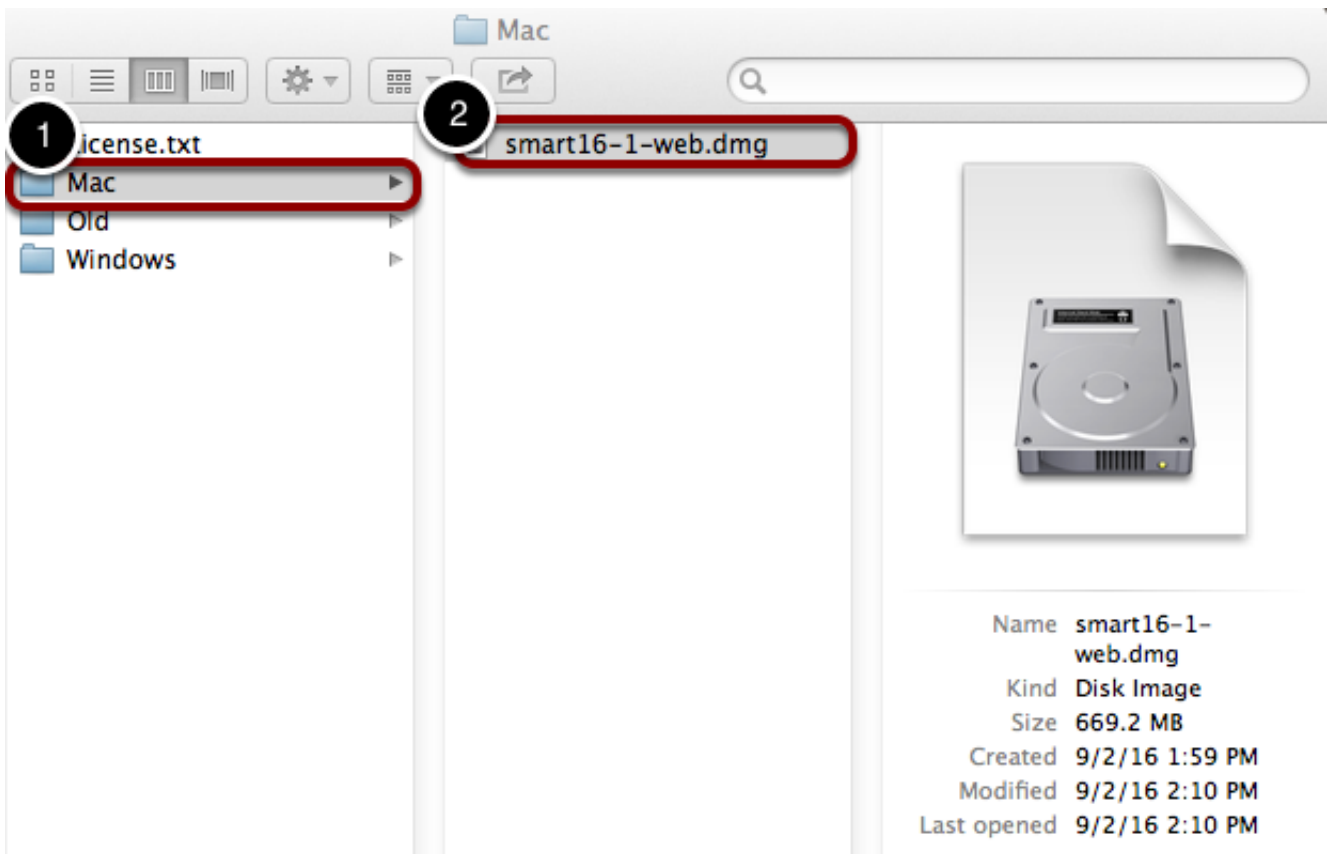 Mac
1
2
License.txt
smart16-1-web.dmg
Mac
Old
Windows
Name smart16-1-
web.dmg
Kind Disk Image
Size 669.2 MB
Created 9/2/16 1:59 PM
Modified 9/2/16 2:10 PM
Last opened 9/2/16 2:10 PM